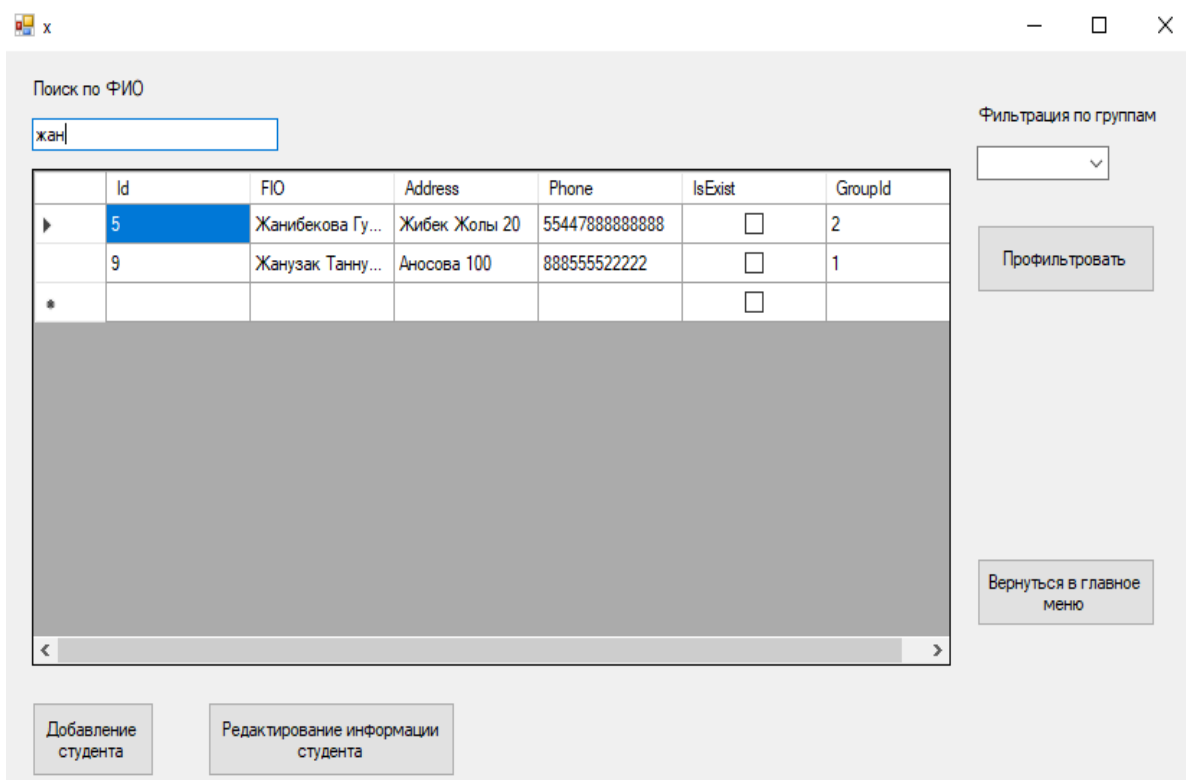 x
Поиск по ФИО
Фильтрация по группам
жан
Id FIO Address Phone IsExist GroupId
5 Жанибекова Гу... Жибек Жолы 20 55447888888888 2
9 Жанузак Танну... Аносова 100 888555522222 1
Профильтровать
Вернуться в главное
меню
Добавление
студента
Редактирование информации
студента